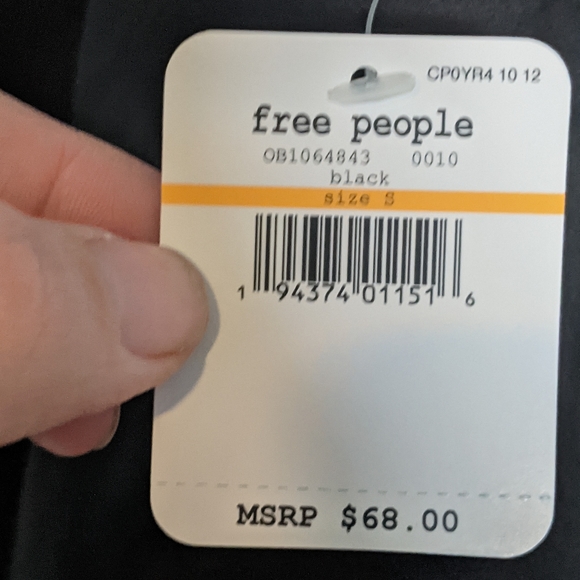 CP0YR4 10 12
free people
OB1064843 0010
black
size S
1 94374 01151 6
MSRP $68.00